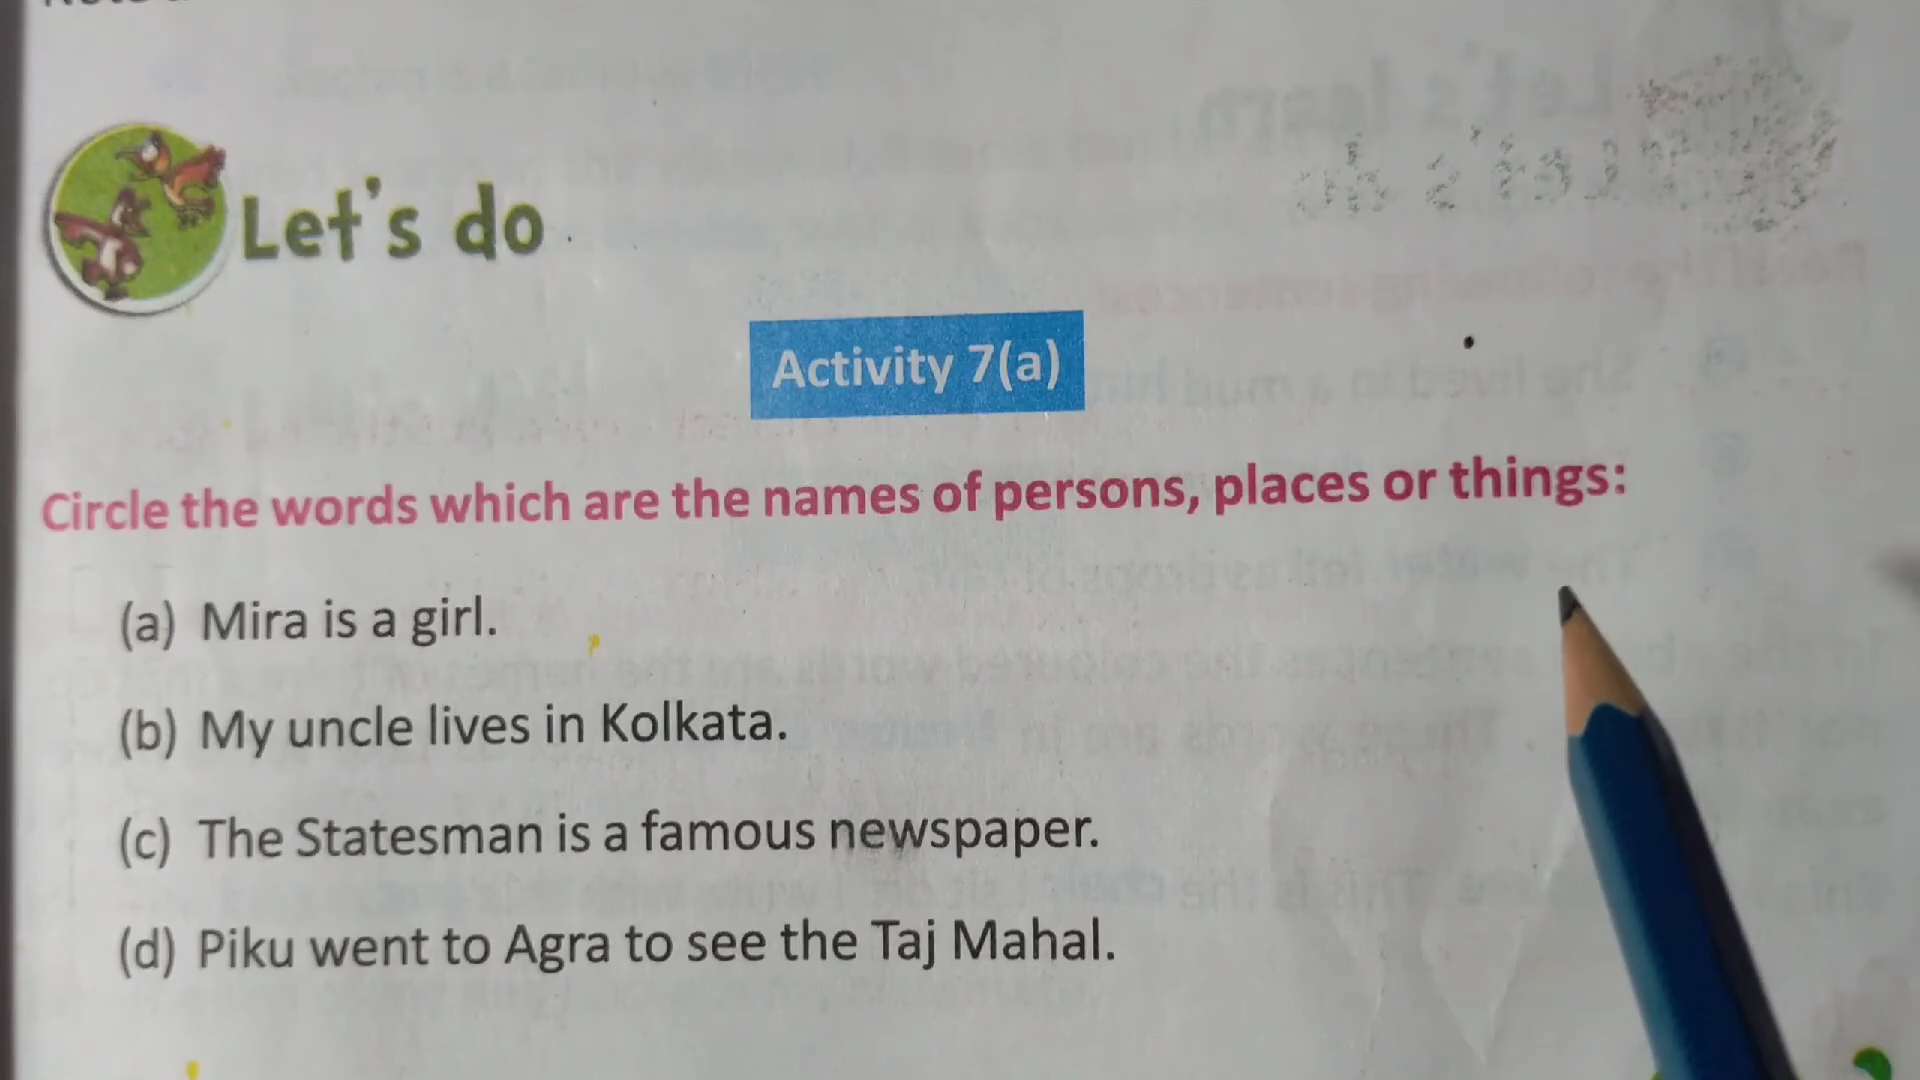 Let's do
Activity 7(a)
Circle the words which are the names of persons, places or things:
(a) Mira is a girl.
(b) My uncle lives in Kolkata.
(c) The Statesman is a famous newspaper.
(d) Piku went to Agra to see the Taj Mahal.